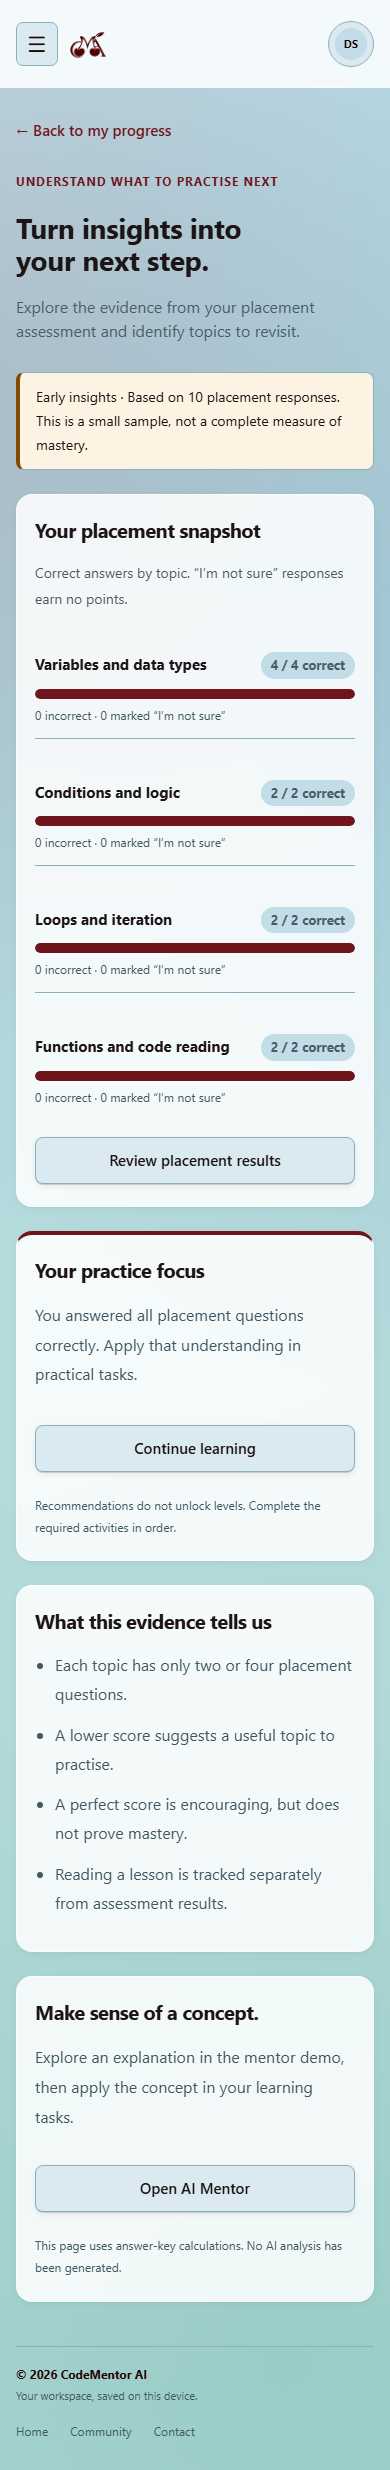 ☰
DS
← Back to my progress
UNDERSTAND WHAT TO PRACTISE NEXT
Turn insights into
your next step.
Explore the evidence from your placement
assessment and identify topics to revisit.
Early insights · Based on 10 placement responses.
This is a small sample, not a complete measure of
mastery.
Your placement snapshot
Correct answers by topic. “I’m not sure” responses
earn no points.
Variables and data types 4 / 4 correct
0 incorrect · 0 marked “I’m not sure”
Conditions and logic 2 / 2 correct
0 incorrect · 0 marked “I’m not sure”
Loops and iteration 2 / 2 correct
0 incorrect · 0 marked “I’m not sure”
Functions and code reading 2 / 2 correct
0 incorrect · 0 marked “I’m not sure”
Review placement results
Your practice focus
You answered all placement questions
correctly. Apply that understanding in
practical tasks.
Continue learning
Recommendations do not unlock levels. Complete the
required activities in order.
What this evidence tells us
• Each topic has only two or four placement
questions.
• A lower score suggests a useful topic to
practise.
• A perfect score is encouraging, but does
not prove mastery.
• Reading a lesson is tracked separately
from assessment results.
Make sense of a concept.
Explore an explanation in the mentor demo,
then apply the concept in your learning
tasks.
Open AI Mentor
This page uses answer-key calculations. No AI analysis has
been generated.
© 2026 CodeMentor AI
Your workspace, saved on this device.
Home Community Contact